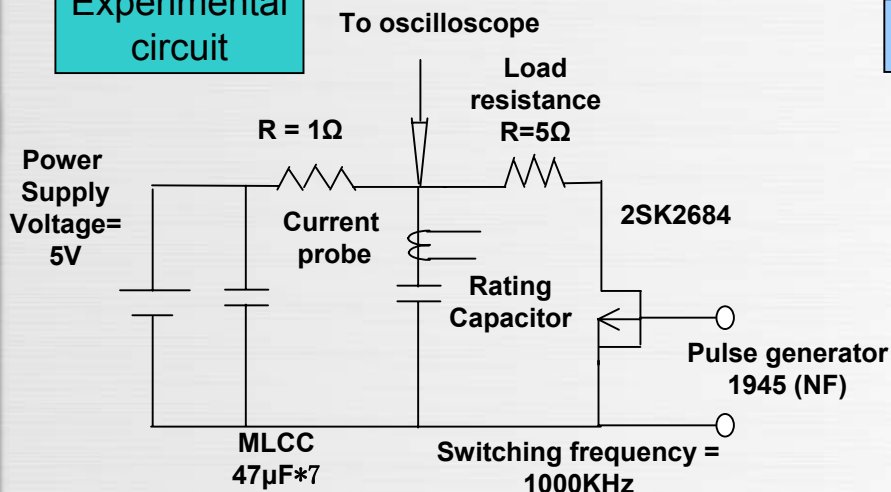 Experimental
circuit
To oscilloscope
Load
resistance
R=5Ω
R = 1Ω
Power
Supply
Voltage=
5V
Current
probe
2SK2684
Rating
Capacitor
Pulse generator
1945 (NF)
MLCC
47µF*7
Switching frequency =
1000KHz